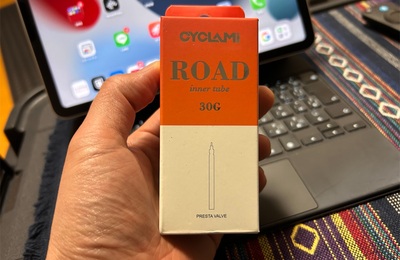 CYCLAMI
ROAD
inner tube
30G
PRESTA VALVE